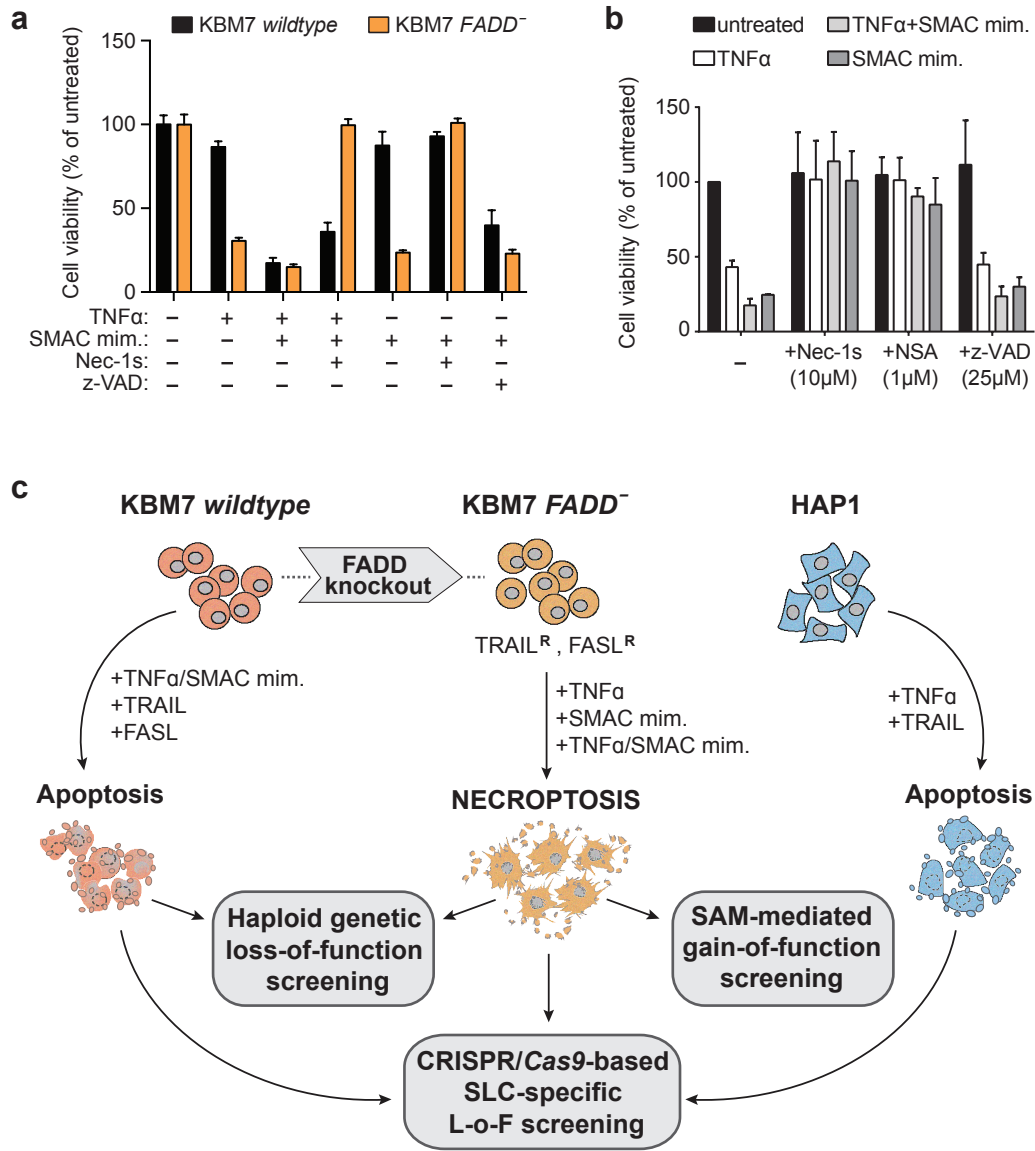 a
KBM7 wildtype KBM7 FADD⁻
Cell viability (% of untreated)
150
100
50
0
TNFα: – + + + – – –
SMAC mim.: – – + + + + +
Nec-1s: – – – + – + –
z-VAD: – – – – – – +
b
untreated TNFα+SMAC mim.
TNFα SMAC mim.
Cell viability (% of untreated)
150
100
50
0
– +Nec-1s +NSA +z-VAD
(10µM) (1µM) (25µM)
c
KBM7 wildtype KBM7 FADD⁻ HAP1
FADD
knockout
TRAILᴿ , FASLᴿ
+TNFα/SMAC mim.
+TRAIL
+FASL
+TNFα
+SMAC mim.
+TNFα/SMAC mim.
+TNFα
+TRAIL
Apoptosis NECROPTOSIS Apoptosis
Haploid genetic
loss-of-function
screening
SAM-mediated
gain-of-function
screening
CRISPR/Cas9-based
SLC-specific
L-o-F screening